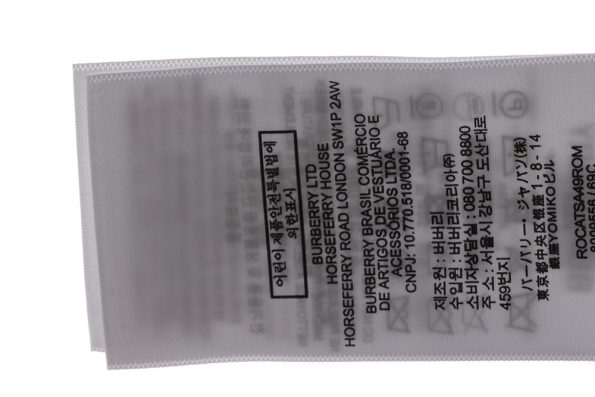 어린이 제품안전특별법에
의한표시
BURBERRY LTD
HORSEFERRY HOUSE
HORSEFERRY ROAD LONDON SW1P 2AW
BURBERRY BRASIL COMÉRCIO
DE ARTIGOS DE VESTUÁRIO E
ACESSÓRIOS LTDA.
CNPJ: 10.770.518/0001-68
제조원 : 버버리
수입원 : 버버리코리아㈜
소비자상담실 : 080 700 8800
주 소 : 서울시 강남구 도산대로
459번지
バーバリー・ジャパン(株)
東京都中央区銀座1-8-14
銀座YOMIKOビル
ROCATSA49ROM